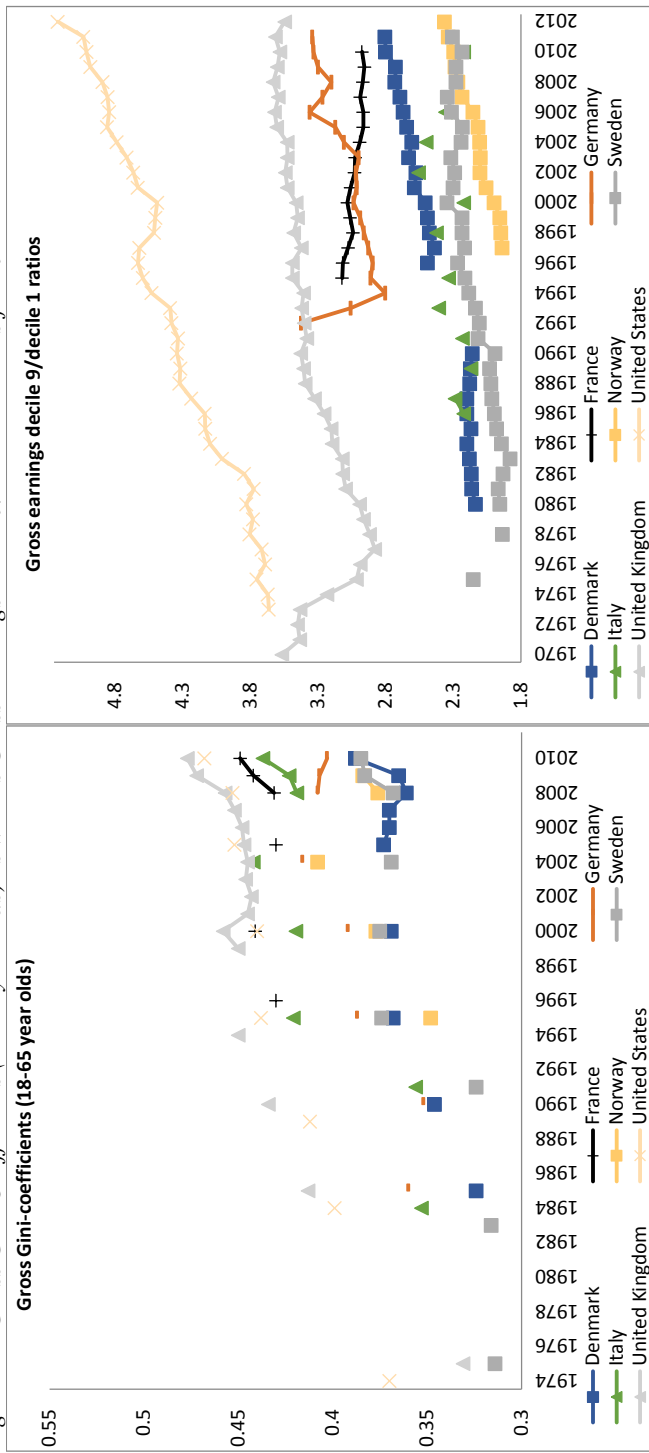 Gross Gini-coefficients (18-65 year olds)
0.55
0.5
0.45
0.4
0.35
0.3
1974 1976 1978 1980 1982 1984 1986 1988 1990 1992 1994 1996 1998 2000 2002 2004 2006 2008 2010
Denmark France Germany
Italy Norway Sweden
United Kingdom United States
Gross earnings decile 9/decile 1 ratios
4.8
4.3
3.8
3.3
2.8
2.3
1.8
1970 1972 1974 1976 1978 1980 1982 1984 1986 1988 1990 1992 1994 1996 1998 2000 2002 2004 2006 2008 2010 2012
Denmark France Germany
Italy Norway Sweden
United Kingdom United States